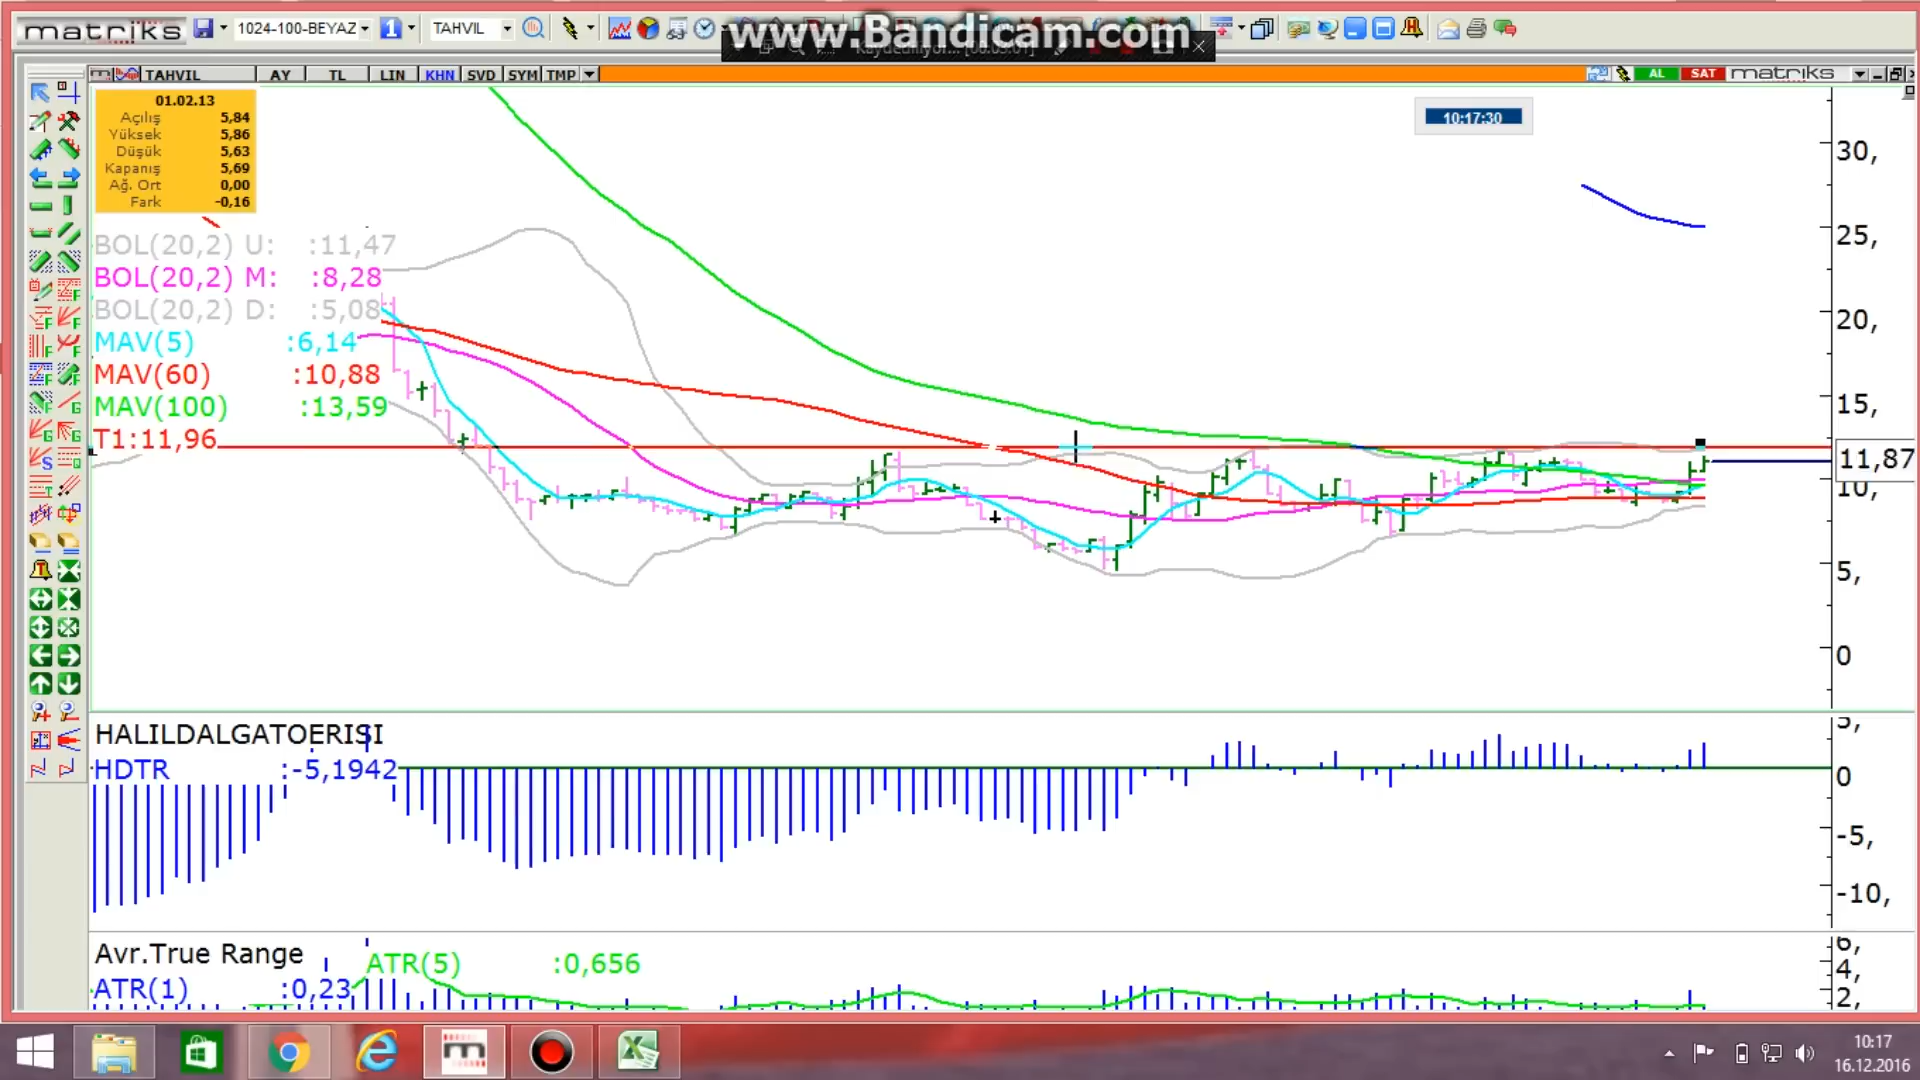 www.Bandicam.com
matriks 1024-100-BEYAZ 1 TAHVIL
TAHVIL AY TL LIN KHN SVD SYM TMP AL SAT matriks
01.02.13
Açılış 5,84
Yüksek 5,86
Düşük 5,63
Kapanış 5,69
Ağ. Ort 0,00
Fark -0,16
10:17:30
BOL(20,2) U: :11,47
BOL(20,2) M: :8,28
BOL(20,2) D: :5,08
MAV(5) :6,14
MAV(60) :10,88
MAV(100) :13,59
T1:11,96
30,
25,
20,
15,
11,87
10,
5,
0
HALILDALGATOERISI
HDTR :-5,1942
5,
0
-5,
-10,
Avr.True Range
ATR(5) :0,656
ATR(1) :0,23
6,
4,
2,
10:17
16.12.2016